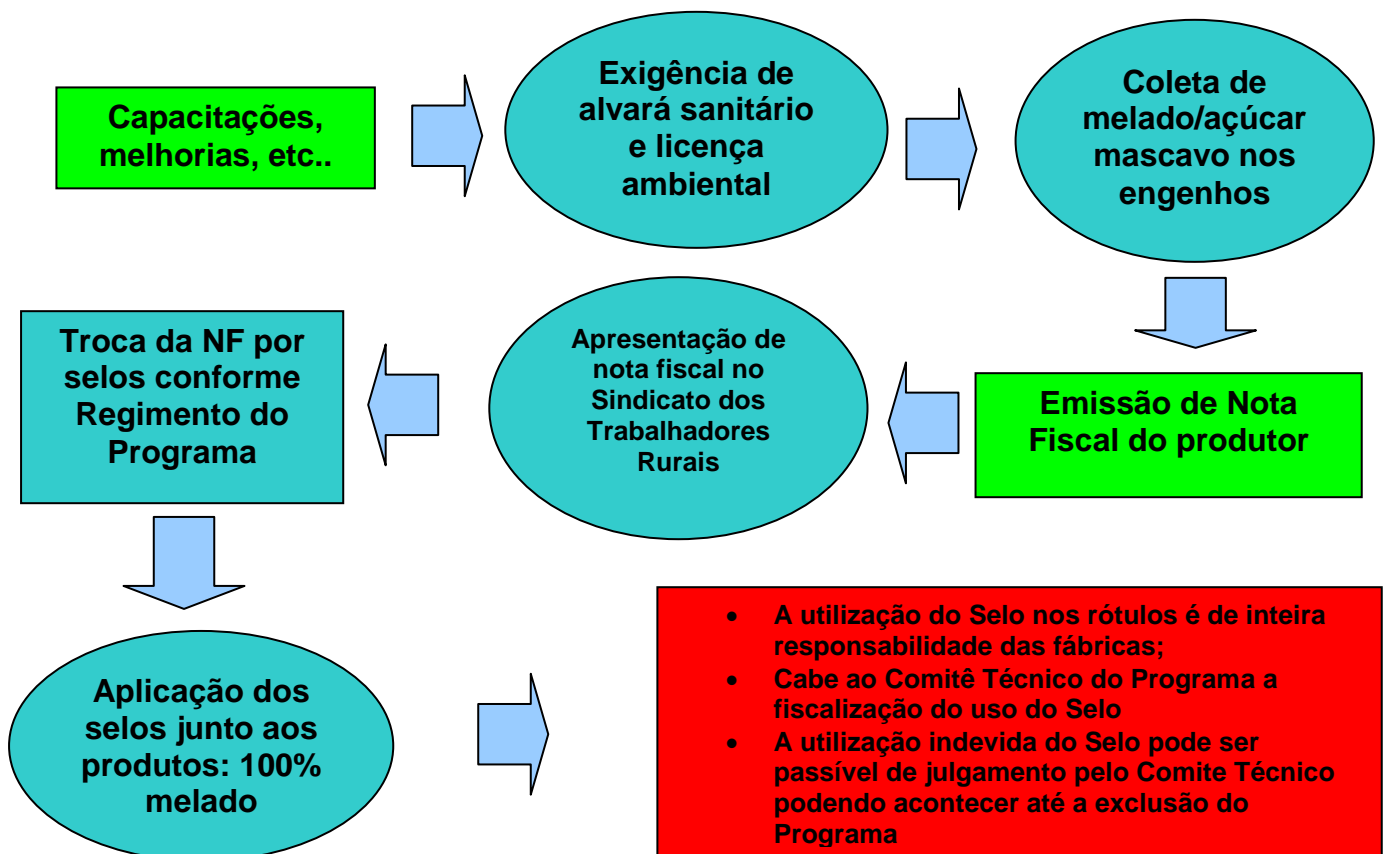 Capacitações,
melhorias, etc..
Exigência de
alvará sanitário
e licença
ambiental
Coleta de
melado/açúcar
mascavo nos
engenhos
Emissão de Nota
Fiscal do produtor
Apresentação de
nota fiscal no
Sindicato dos
Trabalhadores
Rurais
Troca da NF por
selos conforme
Regimento do
Programa
Aplicação dos
selos junto aos
produtos: 100%
melado
• A utilização do Selo nos rótulos é de inteira
responsabilidade das fábricas;
• Cabe ao Comitê Técnico do Programa a
fiscalização do uso do Selo
• A utilização indevida do Selo pode ser
passível de julgamento pelo Comite Técnico
podendo acontecer até a exclusão do
Programa